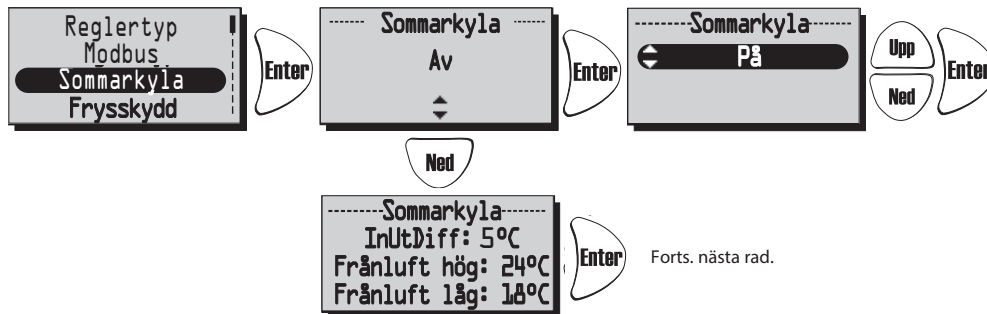 Reglertyp
Modbus
Sommarkyla
Frysskydd
Enter
Sommarkyla
Av
Enter
Sommarkyla
På
Upp
Ned
Enter
Ned
Sommarkyla
InUtDiff: 5°C
Frånluft hög: 24°C
Frånluft låg: 18°C
Enter
Forts. nästa rad.